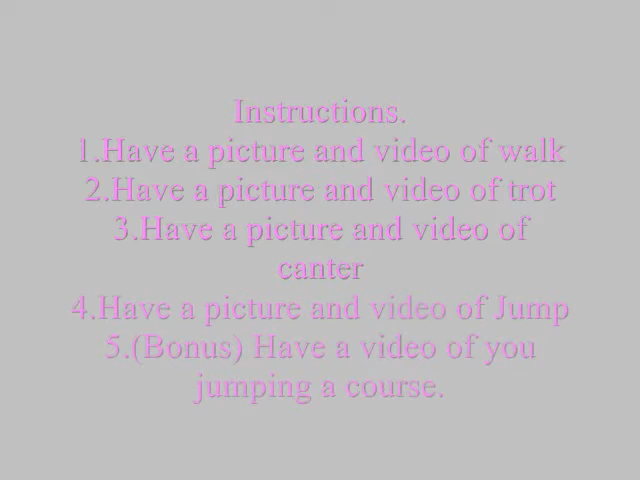 Instructions.
1.Have a picture and video of walk
2.Have a picture and video of trot
3.Have a picture and video of
canter
4.Have a picture and video of Jump
5.(Bonus) Have a video of you
jumping a course.